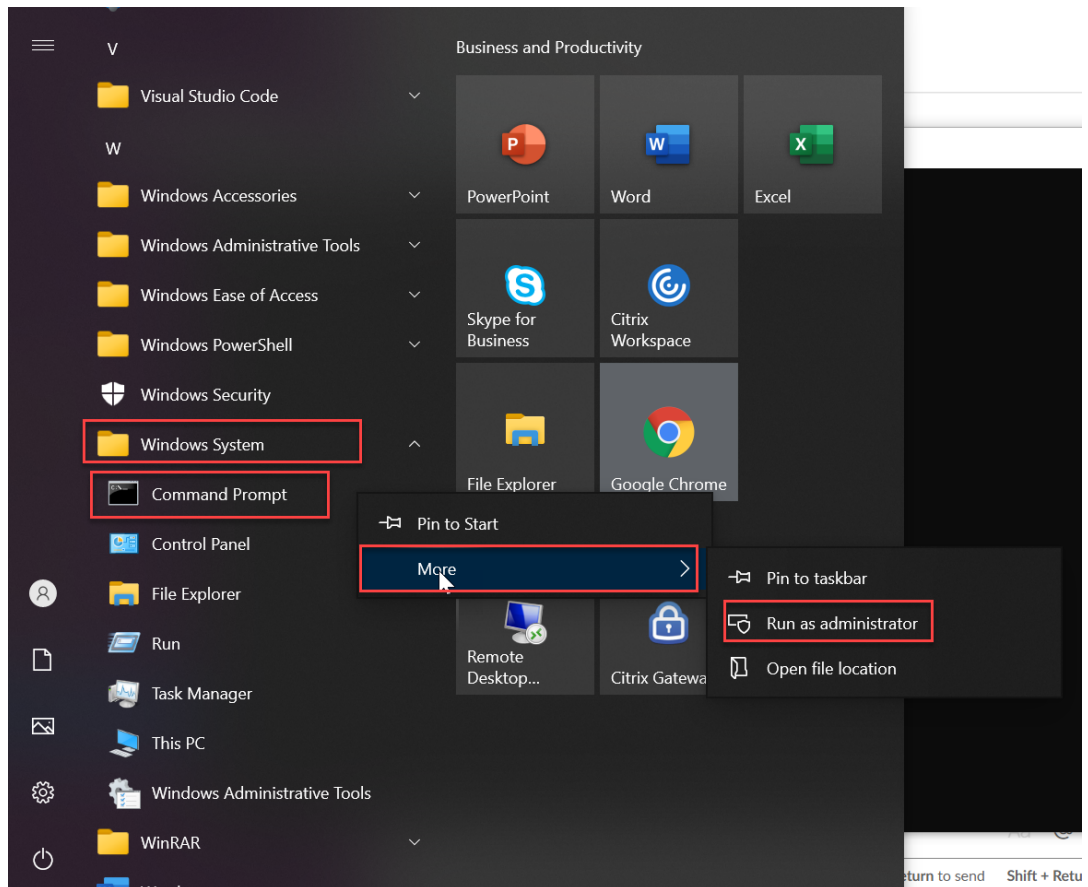 V
Visual Studio Code
W
Windows Accessories
Windows Administrative Tools
Windows Ease of Access
Windows PowerShell
Windows Security
Windows System
Command Prompt
Control Panel
File Explorer
Run
Task Manager
This PC
Windows Administrative Tools
WinRAR
Business and Productivity
PowerPoint
Word
Excel
Skype for
Business
Citrix
Workspace
File Explorer
Google Chrome
Remote
Desktop...
Citrix Gatewa
Pin to Start
More
Pin to taskbar
Run as administrator
Open file location
eturn to send
Shift + Retu